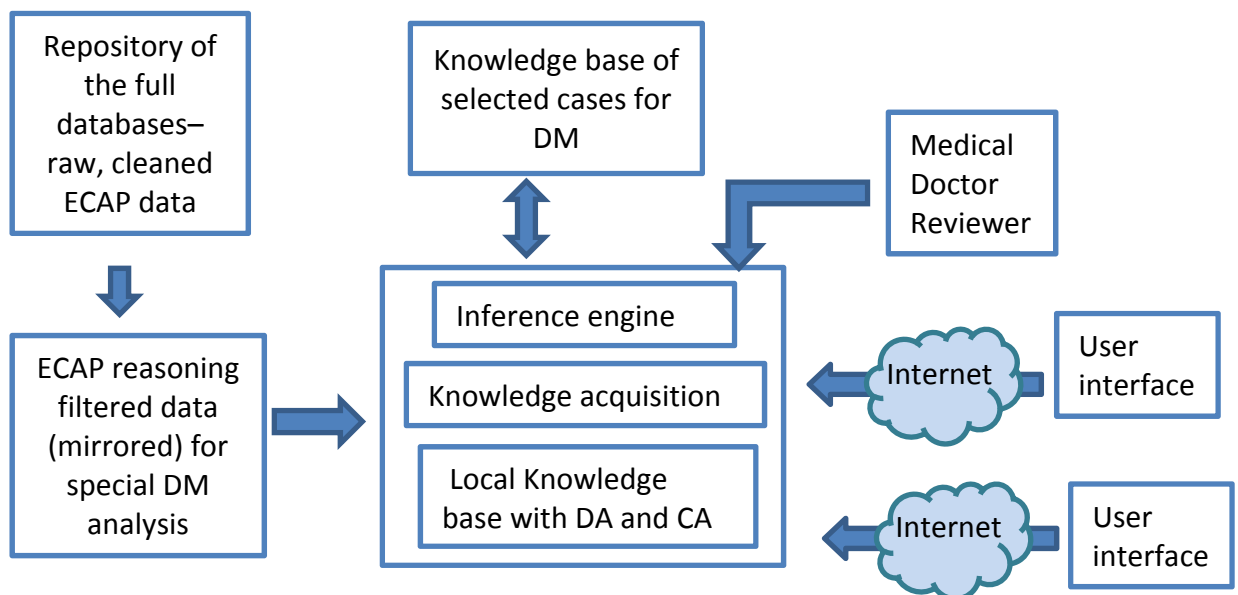 Repository of
the full
databases–
raw, cleaned
ECAP data
Knowledge base of
selected cases for
DM
Medical
Doctor
Reviewer
Inference engine
Knowledge acquisition
Local Knowledge
base with DA and CA
ECAP reasoning
filtered data
(mirrored) for
special DM
analysis
Internet
User
interface
Internet
User
interface